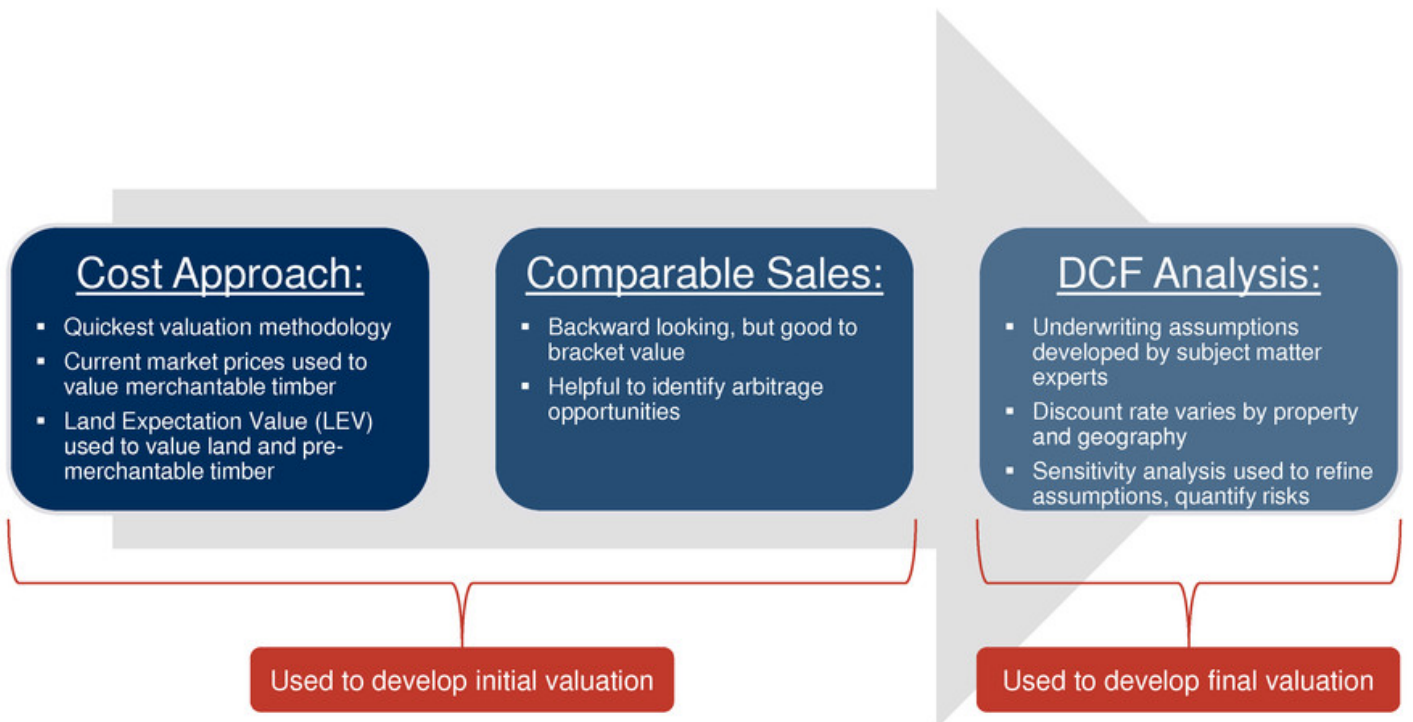 Cost Approach:
▪ Quickest valuation methodology
▪ Current market prices used to
value merchantable timber
▪ Land Expectation Value (LEV)
used to value land and pre-
merchantable timber
Comparable Sales:
▪ Backward looking, but good to
bracket value
▪ Helpful to identify arbitrage
opportunities
DCF Analysis:
▪ Underwriting assumptions
developed by subject matter
experts
▪ Discount rate varies by property
and geography
▪ Sensitivity analysis used to refine
assumptions, quantify risks
Used to develop initial valuation
Used to develop final valuation